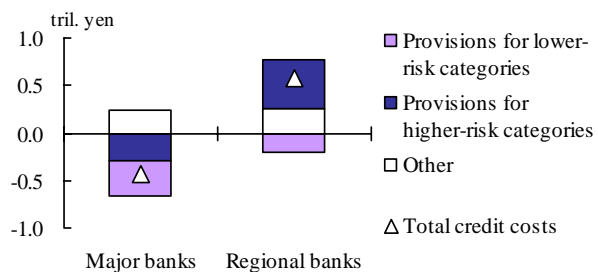 tril. yen
1.0
0.5
0.0
-0.5
-1.0
Major banks
Regional banks
Provisions for lower-
risk categories
Provisions for
higher-risk categories
Other
Total credit costs